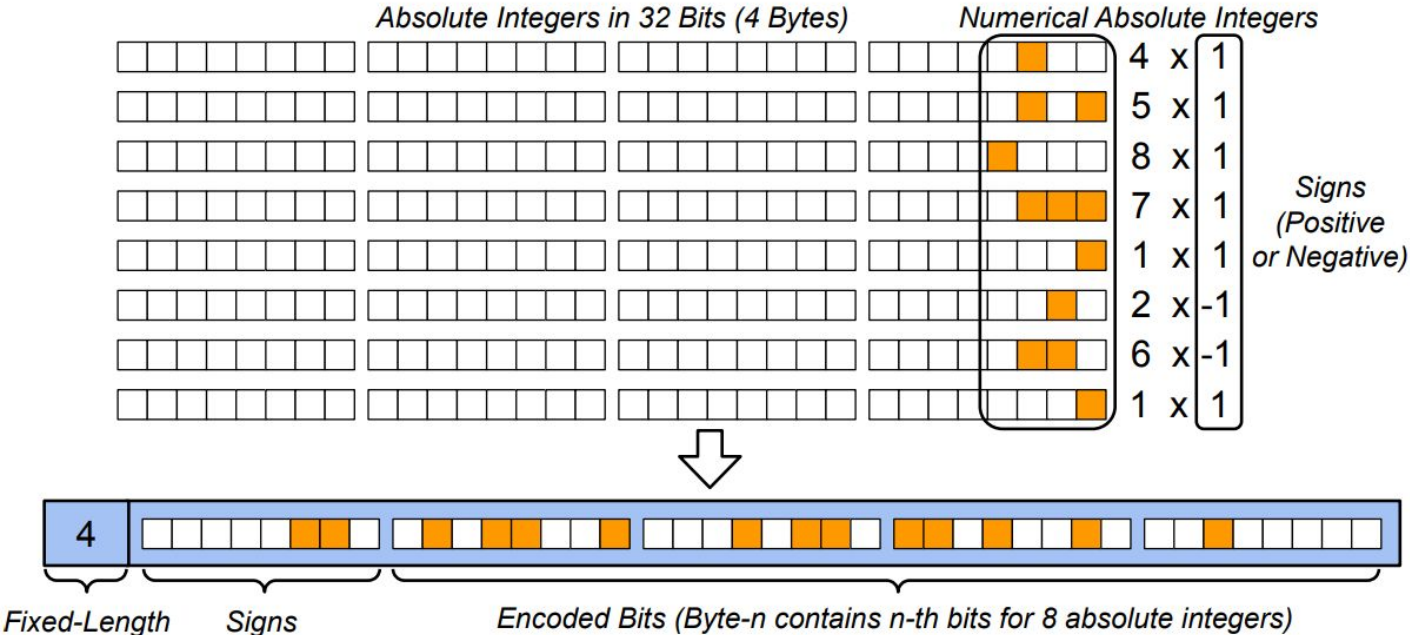 Absolute Integers in 32 Bits (4 Bytes) Numerical Absolute Integers
4 x 1
5 x 1
8 x 1
7 x 1
1 x 1
2 x -1
6 x -1
1 x 1
Signs
(Positive
or Negative)
4
Fixed-Length Signs Encoded Bits (Byte-n contains n-th bits for 8 absolute integers)